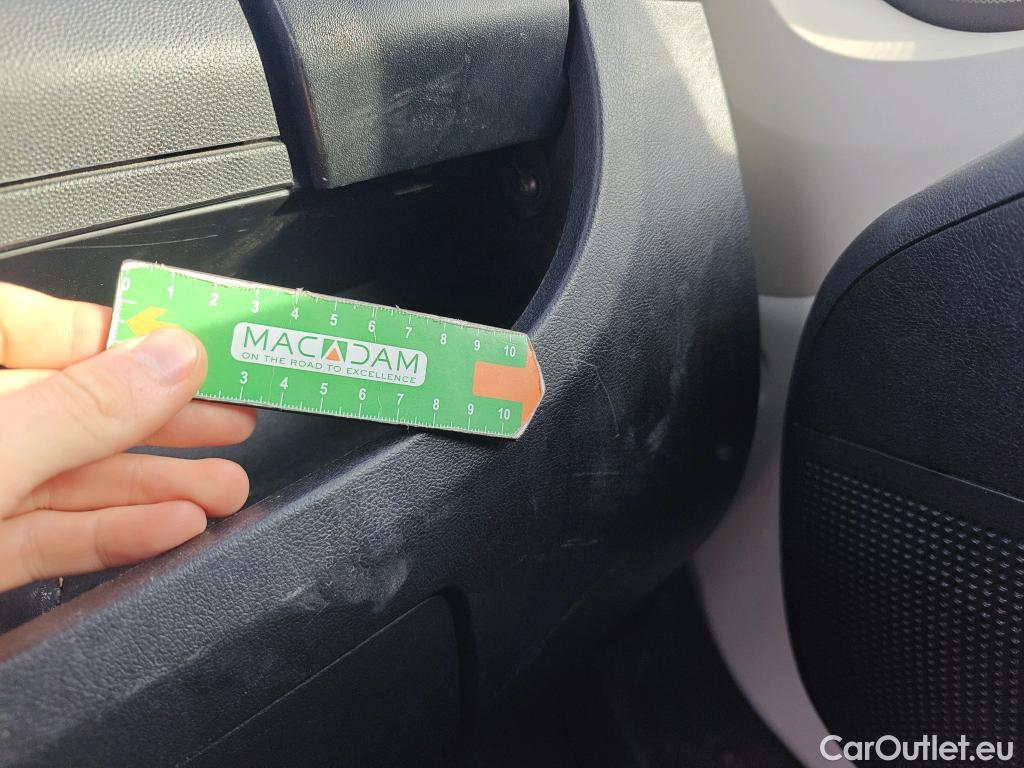 0 1 2 3 4 5 6 7 8 9 10
MACADAM
ON THE ROAD TO EXCELLENCE
3 4 5 6 7 8 9 10
CarOutlet.eu